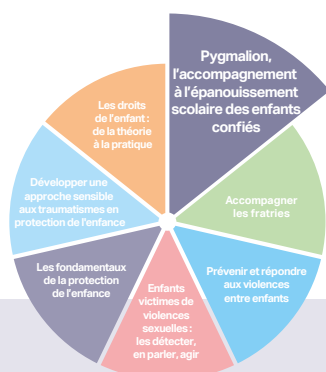 Pygmalion,
l'accompagnement
à l'épanouissement
scolaire des enfants
confiés
Accompagner
les fratries
Prévenir et répondre
aux violences
entre enfants
Enfants
victimes de
violences
sexuelles :
les détecter,
en parler, agir
Les fondamentaux
de la protection
de l'enfance
Développer une
approche sensible
aux traumatismes en
protection de l'enfance
Les droits
de l'enfant :
de la théorie
à la pratique